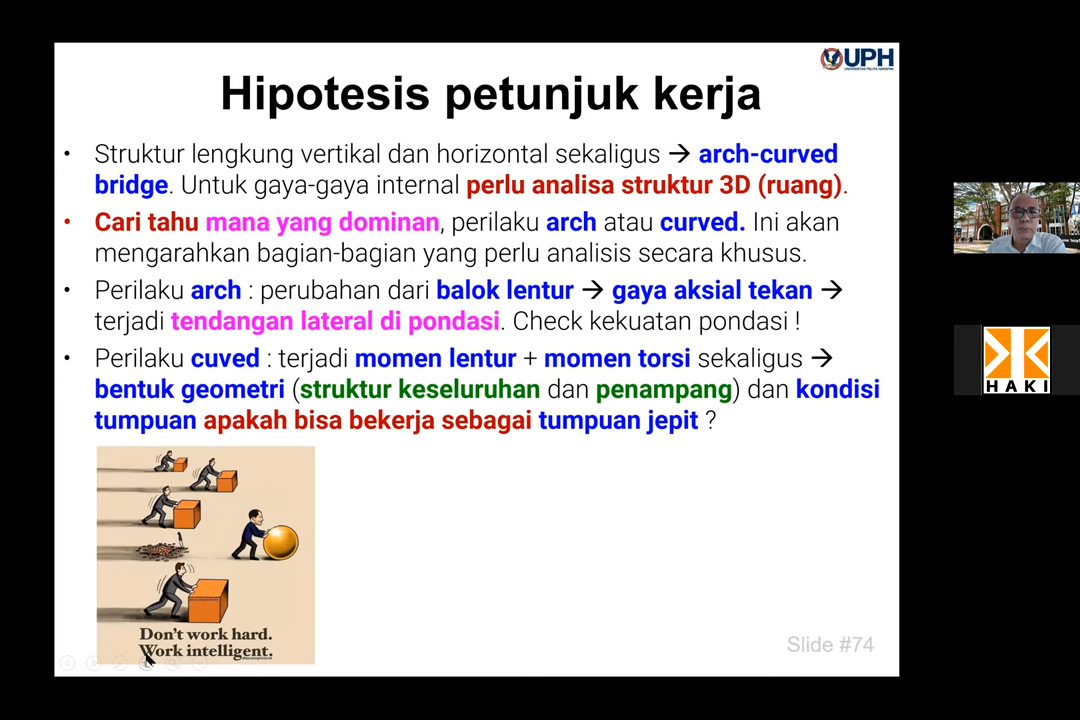 UPH
UNIVERSITAS PELITA HARAPAN
Hipotesis petunjuk kerja
• Struktur lengkung vertikal dan horizontal sekaligus → arch-curved
bridge. Untuk gaya-gaya internal perlu analisa struktur 3D (ruang).
• Cari tahu mana yang dominan, perilaku arch atau curved. Ini akan
mengarahkan bagian-bagian yang perlu analisis secara khusus.
• Perilaku arch : perubahan dari balok lentur → gaya aksial tekan →
terjadi tendangan lateral di pondasi. Check kekuatan pondasi !
• Perilaku cuved : terjadi momen lentur + momen torsi sekaligus →
bentuk geometri (struktur keseluruhan dan penampang) dan kondisi
tumpuan apakah bisa bekerja sebagai tumpuan jepit ?
Don't work hard.
Work intelligent.
Slide #74
HAKI